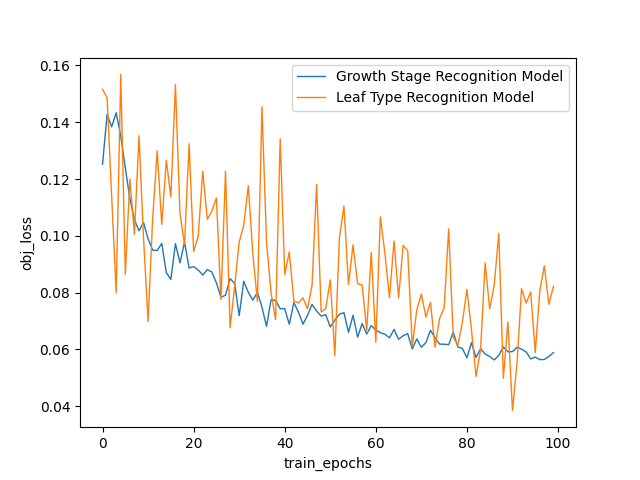 0.16
0.14
0.12
0.10
0.08
0.06
0.04
obj_loss
Growth Stage Recognition Model
Leaf Type Recognition Model
0 20 40 60 80 100
train_epochs